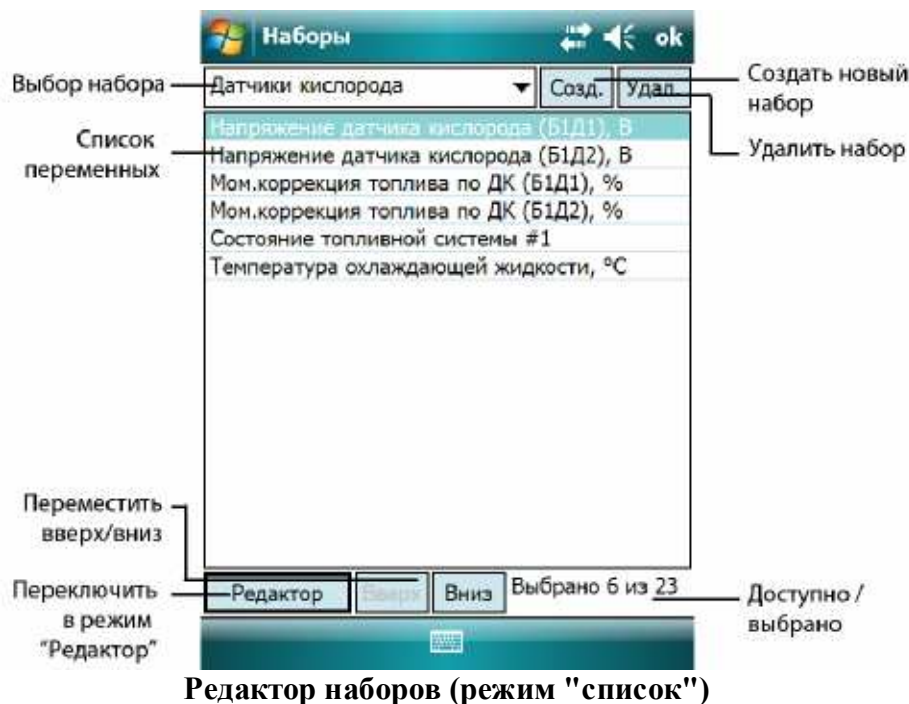 Наборы
ok
Выбор набора
Датчики кислорода
Созд.
Удал.
Создать новый
набор
Удалить набор
Список
переменных
Напряжение датчика кислорода (Б1Д1), В
Напряжение датчика кислорода (Б1Д2), В
Мом.коррекция топлива по ДК (Б1Д1), %
Мом.коррекция топлива по ДК (Б1Д2), %
Состояние топливной системы #1
Температура охлаждающей жидкости, °C
Переместить
вверх/вниз
Переключить
в режим
"Редактор"
Редактор
Вверх
Вниз
Выбрано 6 из 23
Доступно /
выбрано
Редактор наборов (режим "список")